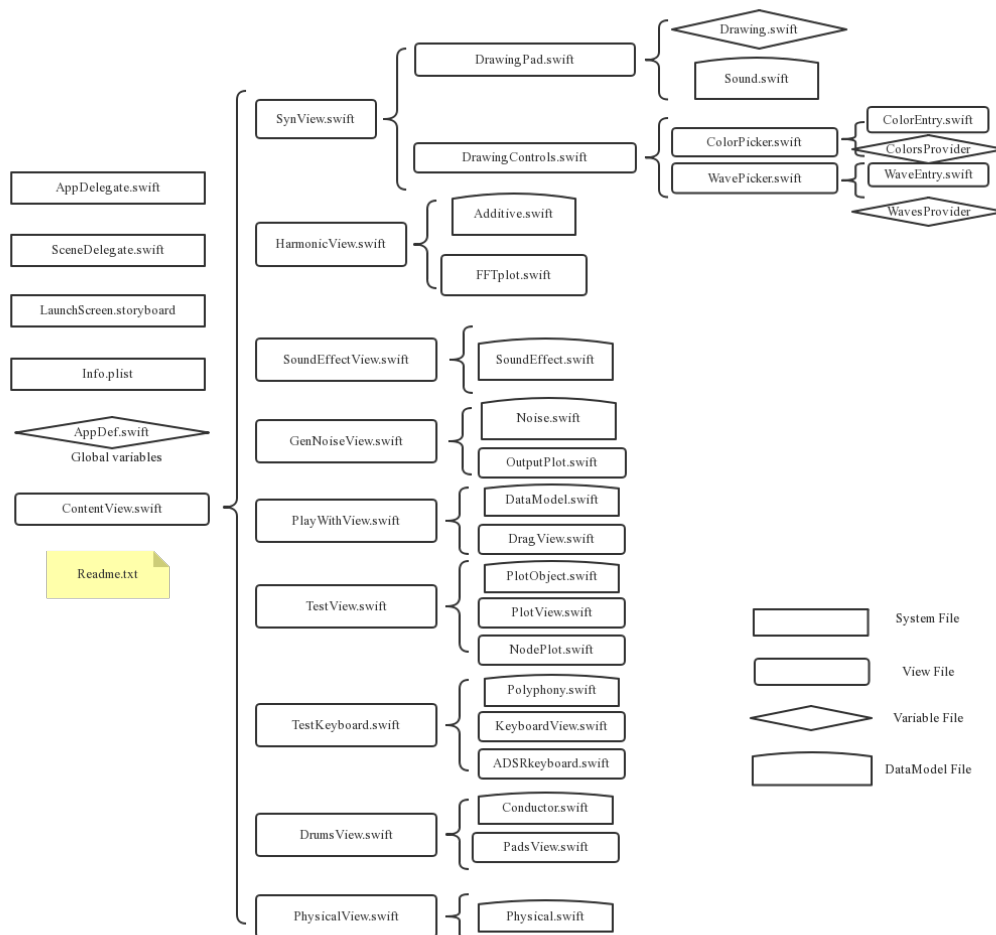 AppDelegate.swift
SceneDelegate.swift
LaunchScreen.storyboard
Info.plist
AppDef.swift
Global variables
ContentView.swift
Readme.txt
SynView.swift
DrawingPad.swift
Drawing.swift
Sound.swift
DrawingControls.swift
ColorPicker.swift
ColorEntry.swift
ColorsProvider
WavePicker.swift
WaveEntry.swift
WavesProvider
HarmonicView.swift
Additive.swift
FFTplot.swift
SoundEffectView.swift
SoundEffect.swift
GenNoiseView.swift
Noise.swift
OutputPlot.swift
PlayWithView.swift
DataModel.swift
DragView.swift
TestView.swift
PlotObject.swift
PlotView.swift
NodePlot.swift
TestKeyboard.swift
Polyphony.swift
KeyboardView.swift
ADSRkeyboard.swift
DrumsView.swift
Conductor.swift
PadsView.swift
PhysicalView.swift
Physical.swift
System File
View File
Variable File
DataModel File